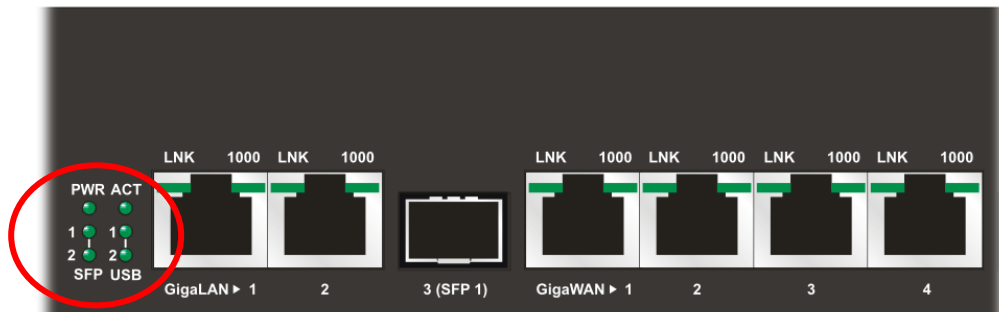 LNK 1000 LNK 1000 LNK 1000 LNK 1000 LNK 1000 LNK 1000
PWR ACT
1 1
2 2
SFP USB
GigaLAN ▶ 1 2 3 (SFP 1) GigaWAN ▶ 1 2 3 4